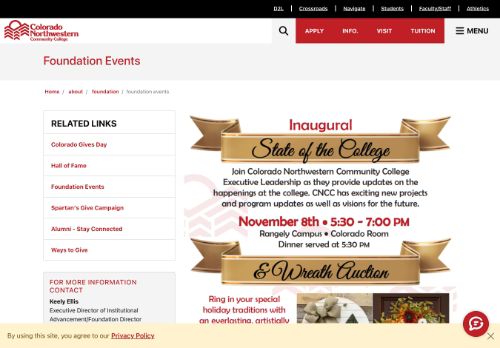 D2L
Crossroads
Navigate
Students
Faculty/Staff
Athletics
Colorado
Northwestern
Community College
APPLY
INFO.
VISIT
TUITION
MENU
Foundation Events
Home / about / foundation / foundation events
RELATED LINKS
Colorado Gives Day
Hall of Fame
Foundation Events
Spartan's Give Campaign
Alumni - Stay Connected
Ways to Give
FOR MORE INFORMATION
CONTACT
Keely Ellis
Executive Director of Institutional
Advancement/Foundation Director
Inaugural
State of the College
Join Colorado Northwestern Community College
Executive Leadership as they provide updates on the
happenings at the college. CNCC has exciting new projects
and program updates as well as visions for the future.
November 8th • 5:30 - 7:00 PM
Rangely Campus • Colorado Room
Dinner served at 5:30 PM
& Wreath Auction
Ring in your special
holiday traditions with
an everlasting, artistially
By using this site, you agree to our Privacy Policy